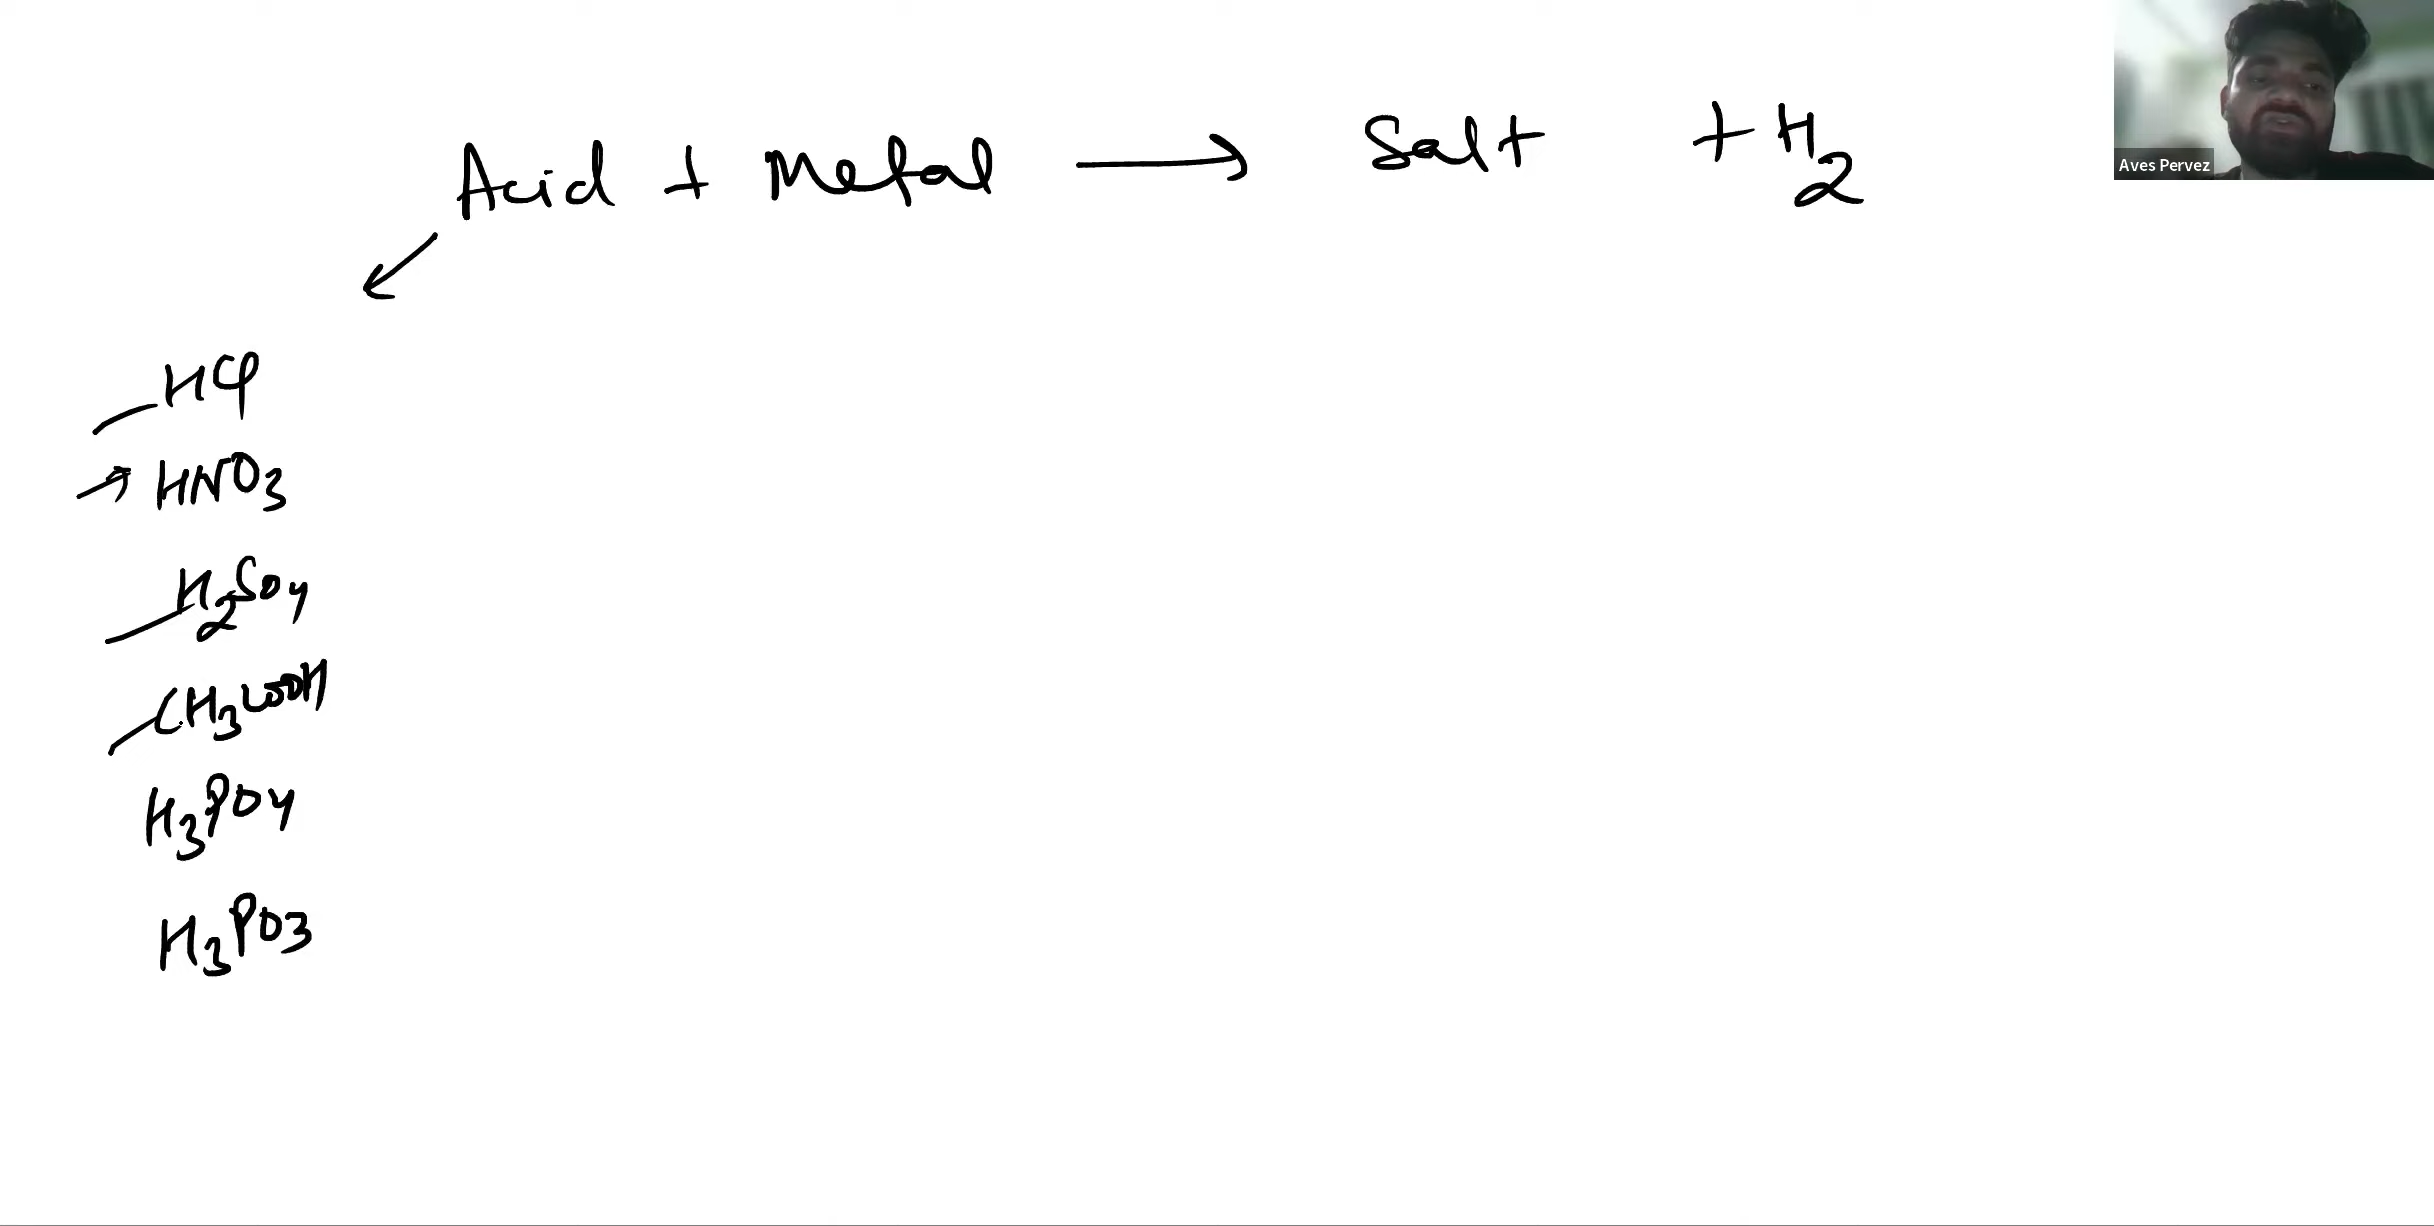 Acid + Metal → Salt + H2
Aves Pervez
HCl
→ HNO3
H2SO4
CH3COOH
H3PO4
H3PO3